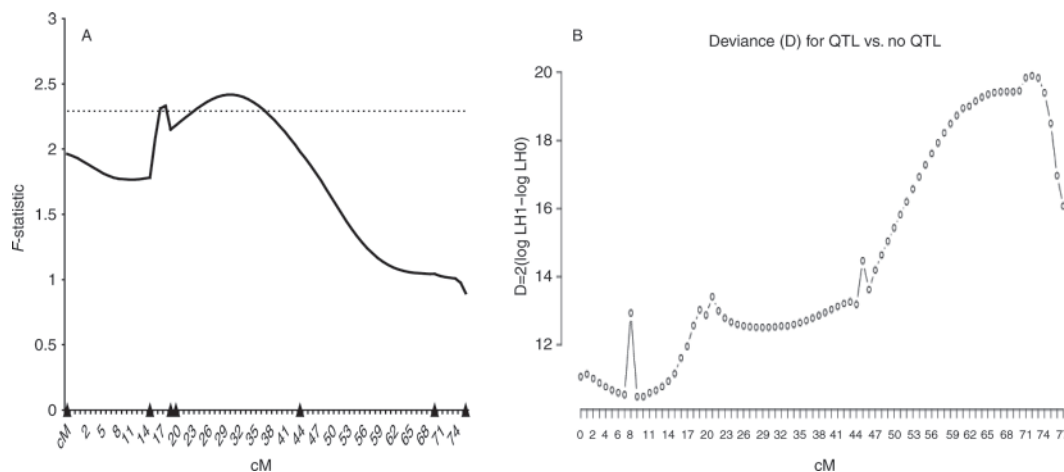 A
3
2.5
2
1.5
1
0.5
0
F-statistic
cM 2 5 8 11 14 17 20 23 26 29 32 35 38 41 44 47 50 53 56 59 62 65 68 71 74
cM
B
Deviance (D) for QTL vs. no QTL
20
18
16
14
12
D=2(log LH1–log LH0)
0 2 4 6 8 11 14 17 20 23 26 29 32 35 38 41 44 47 50 53 56 59 62 65 68 71 74 77
cM